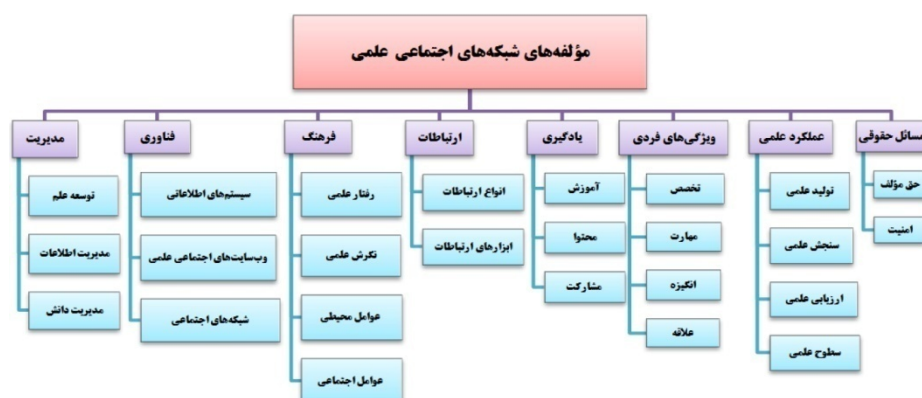 مؤلفه‌های شبکه‌های اجتماعی علمی
مسائل حقوقی
حق مؤلف
امنیت
عملکرد علمی
تولید علمی
سنجش علمی
ارزیابی علمی
سطوح علمی
ویژگی‌های فردی
تخصص
مهارت
انگیزه
علاقه
یادگیری
آموزش
محتوا
مشارکت
ارتباطات
انواع ارتباطات
ابزارهای ارتباطات
فرهنگ
رفتار علمی
نگرش علمی
عوامل محیطی
عوامل اجتماعی
فناوری
سیستم‌های اطلاعاتی
وب‌سایت‌های اجتماعی علمی
شبکه‌های اجتماعی
مدیریت
توسعه علم
مدیریت اطلاعات
مدیریت دانش